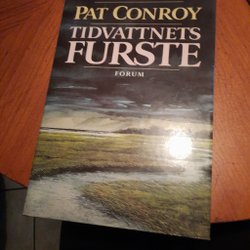 PAT CONROY
TIDVATTNETS
FURSTE
FORUM